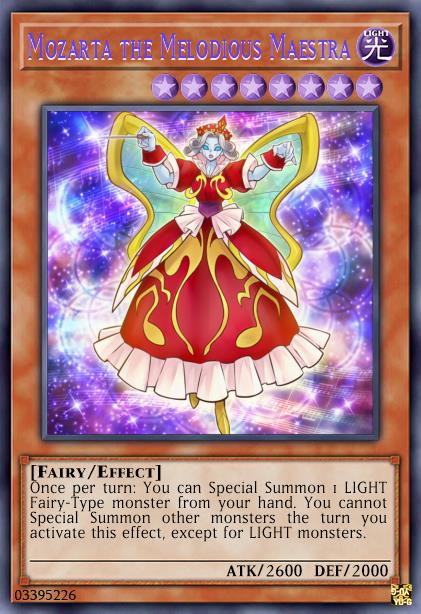 Mozarta the Melodious Maestra
LIGHT
光
[Fairy/Effect]
Once per turn: You can Special Summon 1 LIGHT
Fairy-Type monster from your hand. You cannot
Special Summon other monsters the turn you
activate this effect, except for LIGHT monsters.
ATK/2600 DEF/2000
03395226